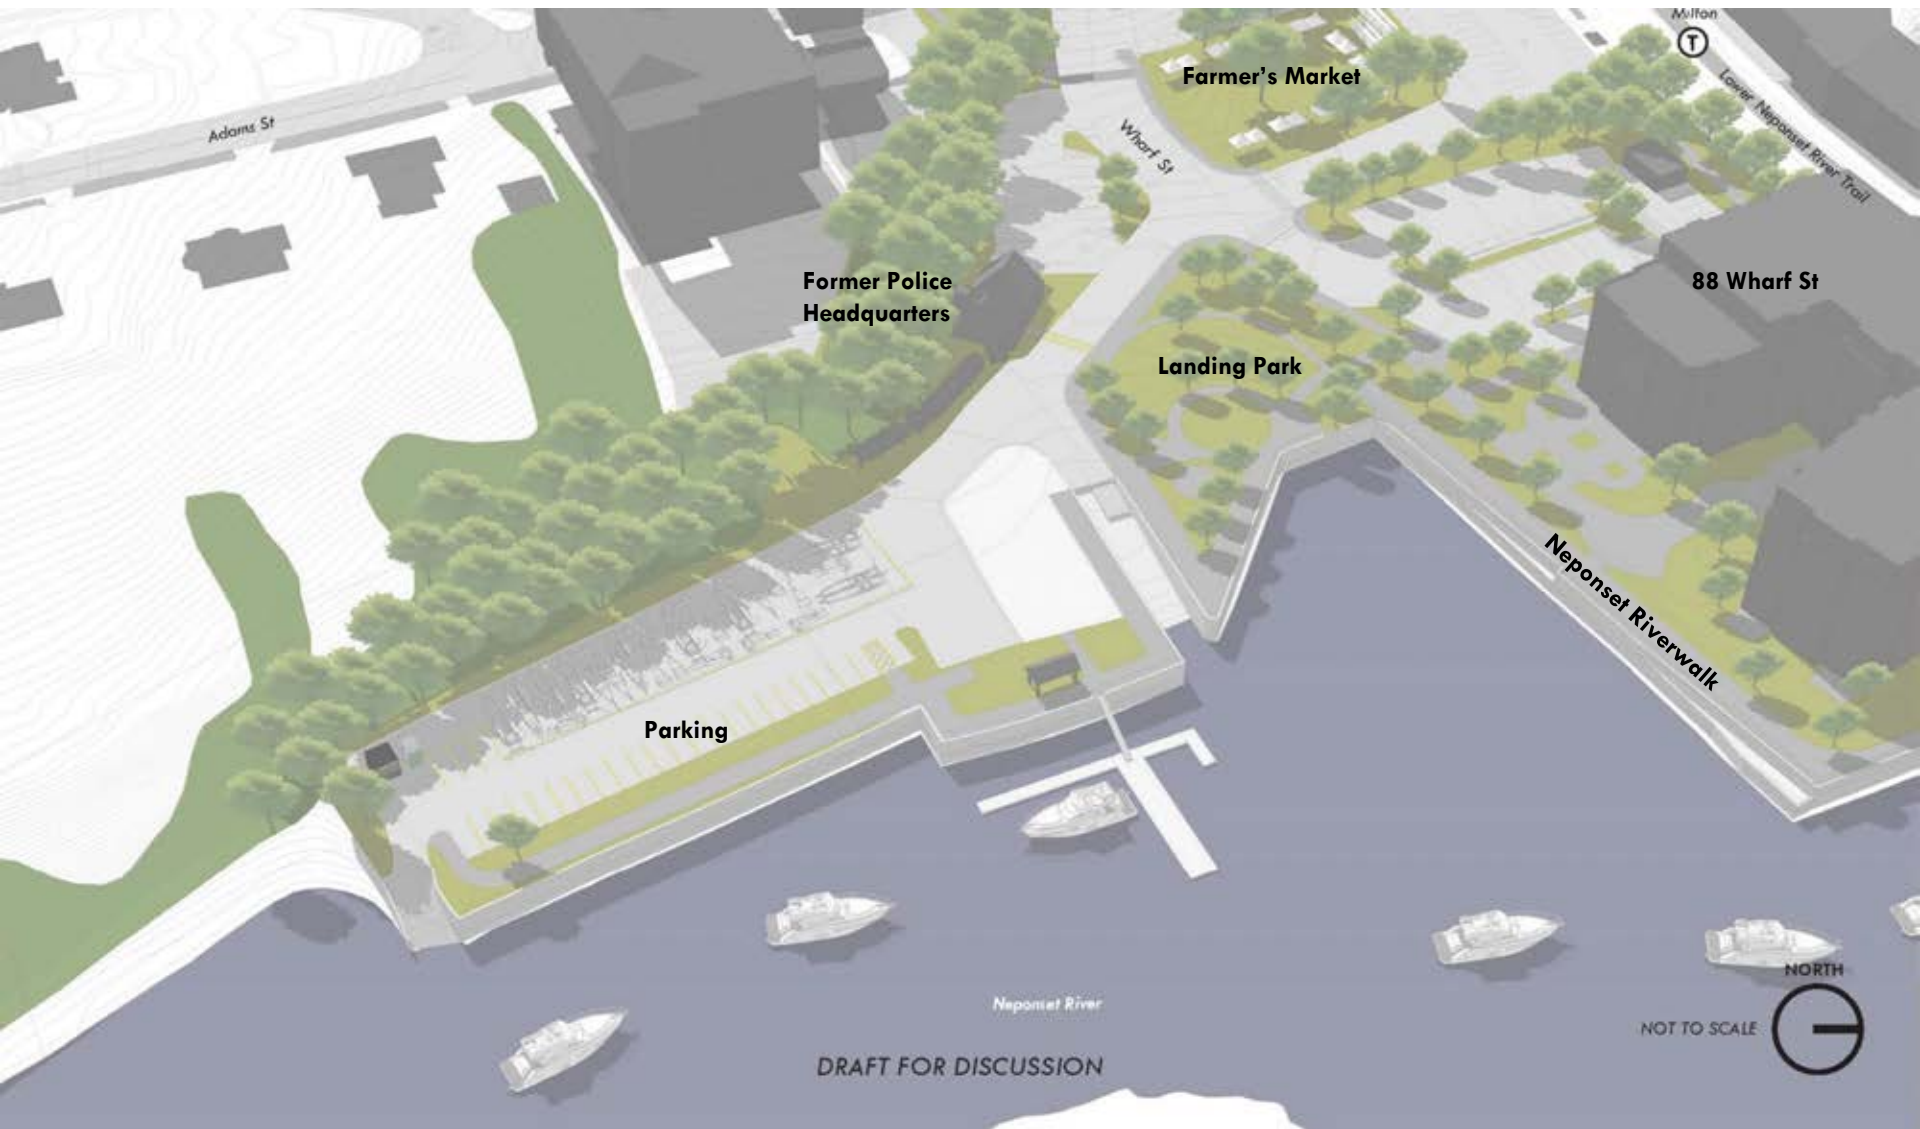 Milton
T
Farmer's Market
Lower Neponset River Trail
Adams St
Wharf St
Former Police
Headquarters
88 Wharf St
Landing Park
Neponset Riverwalk
Parking
NORTH
Neponset River
NOT TO SCALE
DRAFT FOR DISCUSSION